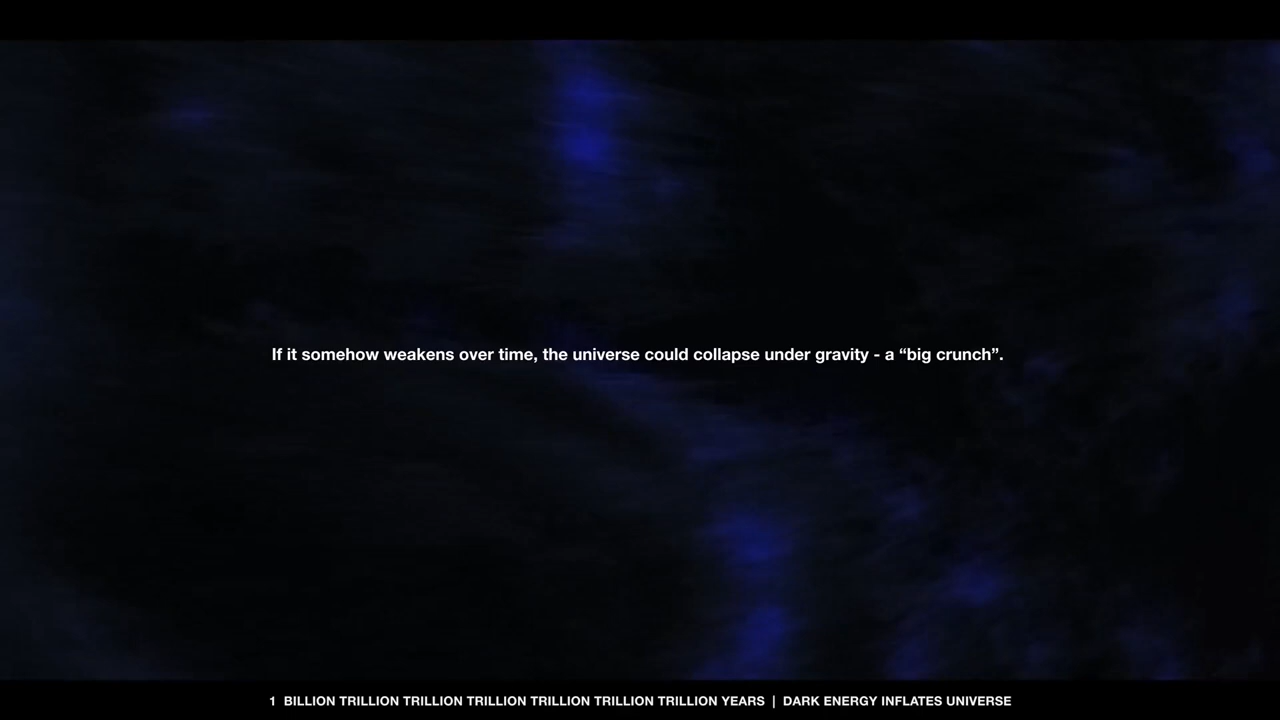 If it somehow weakens over time, the universe could collapse under gravity - a “big crunch”.
1 BILLION TRILLION TRILLION TRILLION TRILLION TRILLION TRILLION YEARS | DARK ENERGY INFLATES UNIVERSE